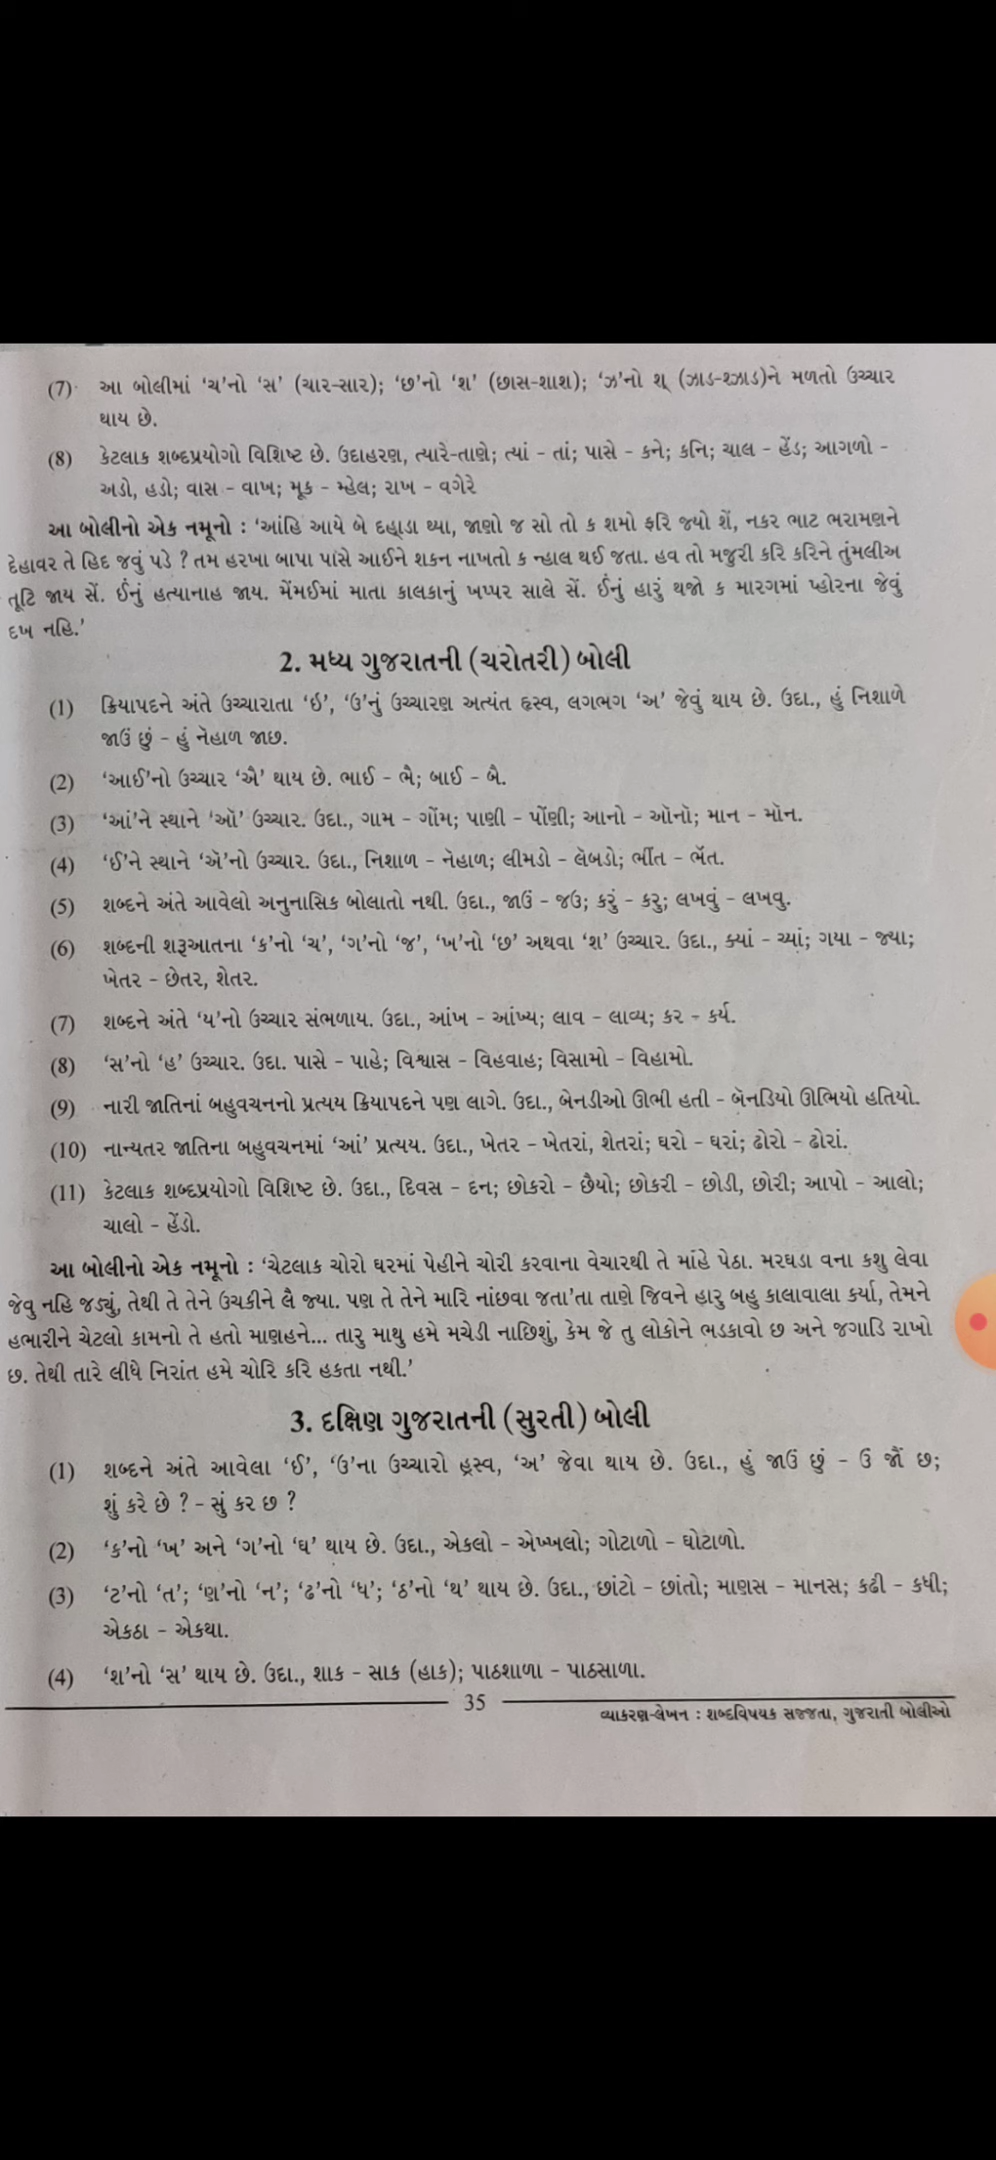 (7) આ બોલીમાં ‘ચ’નો ‘સ’ (ચાર-સાર); ‘છ’નો ‘શ’ (છાસ-શાશ); ‘ઝ’નો શ્ (ઝાડ-શ્ઝાડ)ને મળતો ઉચ્ચાર
થાય છે.
(8) કેટલાક શબ્દપ્રયોગો વિશિષ્ટ છે. ઉદાહરણ, ત્યારે-તાણે; ત્યાં - તાં; પાસે - કને; કનિ; ચાલ - હેંડ; આગળો -
અડો, હડો; વાસ - વાખ; મૂક - મ્હેલ; રાખ - વગેરે
આ બોલીનો એક નમૂનો : ‘આંહિ આયે બે દહાડા થ્યા, જાણો જ સો તો ક શમો ફરિ જ્યો શેં, નકર ભાટ ભરામણને
દેહાવર તે હિદ જવું પડે ? તમ હરખા બાપા પાંસે આઈને શકન નાખતો ક ન્હાલ થઈ જતા. હવ તો મજુરી કરિ કરિને તુંમલીઅ
તૂટિ જાય સેં. ઈનું હત્યાનાહ જાય. મેંમઈમાં માતા કાલકાનું ખપ્પર સાલે સેં. ઈનું હારું થજો ક મારગમાં પ્હોરના જેવું
દખ નહિ.’
2. મધ્ય ગુજરાતની (ચરોતરી) બોલી
(1) ક્રિયાપદને અંતે ઉચ્ચારાતા ‘ઇ’, ‘ઉ’નું ઉચ્ચારણ અત્યંત હ્રસ્વ, લગભગ ‘અ’ જેવું થાય છે. ઉદા., હું નિશાળે
જાઉં છું - હું નેંહાળ જાછ.
(2) ‘આઈ’નો ઉચ્ચાર ‘ઐ’ થાય છે. ભાઈ - ભૈ; બાઈ - બૈ.
(3) ‘આં’ને સ્થાને ‘ઑ’ ઉચ્ચાર. ઉદા., ગામ - ગોંમ; પાણી - પોંણી; આનો - ઑનૉ; માન - મૉન.
(4) ‘ઈ’ને સ્થાને ‘ઍ’નો ઉચ્ચાર. ઉદા., નિશાળ - નૅહાળ; લીમડો - લૅબડો; ભીંત - ભૅંત.
(5) શબ્દને અંતે આવેલો અનુનાસિક બોલાતો નથી. ઉદા., જાઉં - જઉ; કરું - કરુ; લખવું - લખવુ.
(6) શબ્દની શરૂઆતના ‘ક’નો ‘ચ’, ‘ગ’નો ‘જ’, ‘ખ’નો ‘છ’ અથવા ‘શ’ ઉચ્ચાર. ઉદા., ક્યાં - ચ્યાં; ગયા - જ્યા;
ખેતર - છેતર, શેતર.
(7) શબ્દને અંતે ‘ય’નો ઉચ્ચાર સંભળાય. ઉદા., આંખ - આંખ્ય; લાવ - લાવ્ય; કર - કર્ય.
(8) ‘સ’નો ‘હ’ ઉચ્ચાર. ઉદા. પાસે - પાહે; વિશ્વાસ - વિહવાહ; વિસામો - વિહામો.
(9) નારી જાતિનાં બહુવચનનો પ્રત્યય ક્રિયાપદને પણ લાગે. ઉદા., બેનડીઓ ઊભી હતી - બૅનડિયો ઊભિયો હતિયો.
(10) નાન્યતર જાતિના બહુવચનમાં ‘આં’ પ્રત્યય. ઉદા., ખેતર - ખેતરાં, શેતરાં; ઘરો - ઘરાં; ઢોરો - ઢોરાં.
(11) કેટલાક શબ્દપ્રયોગો વિશિષ્ટ છે. ઉદા., દિવસ - દન; છોકરો - છૈયો; છોકરી - છોડી, છોરી; આપો - આલો;
ચાલો - હેંડો.
આ બોલીનો એક નમૂનો : ‘ચેટલાક ચોરો ઘરમાં પેહીને ચોરી કરવાના વેચારથી તે માંહે પેઠા. મરઘડા વના કશુ લેવા
જેવુ નહિ જડ્યું, તેથી તે તેને ઉચકીને લૈ જ્યા. પણ તે તેને મારિ નાંછવા જતા’તા તાણે જિવને હારુ બહુ કાલાવાલા કર્યા, તેમને
હભારીને ચેટલો કામનો તે હતો માણહને... તારુ માથુ હમે મચેડી નાછિશું, કેમ જે તુ લોકોને ભડકાવો છ અને જગાડિ રાખો
છ. તેથી તારે લીધે નિરાંત હમે ચોરિ કરિ હકતા નથી.’
3. દક્ષિણ ગુજરાતની (સુરતી) બોલી
(1) શબ્દને અંતે આવેલા ‘ઈ’, ‘ઉ’ના ઉચ્ચારો હ્રસ્વ, ‘અ’ જેવા થાય છે. ઉદા., હું જાઉં છું - ઉં જૌં છ;
શું કરે છે ? - સું કર છ ?
(2) ‘ક’નો ‘ખ’ અને ‘ગ’નો ‘ઘ’ થાય છે. ઉદા., એકલો - એખ્ખલો; ગોટાળો - ઘોટાળો.
(3) ‘ટ’નો ‘ત’; ‘ણ’નો ‘ન’; ‘ઢ’નો ‘ધ’; ‘ઠ’નો ‘થ’ થાય છે. ઉદા., છાંટો - છાંતો; માણસ - માનસ; કઢી - કધી;
એકઠા - એકથા.
(4) ‘શ’નો ‘સ’ થાય છે. ઉદા., શાક - સાક (હાક); પાઠશાળા - પાઠસાળા.
35
વ્યાકરણ-લેખન : શબ્દવિષયક સજ્જતા, ગુજરાતી બોલીઓ